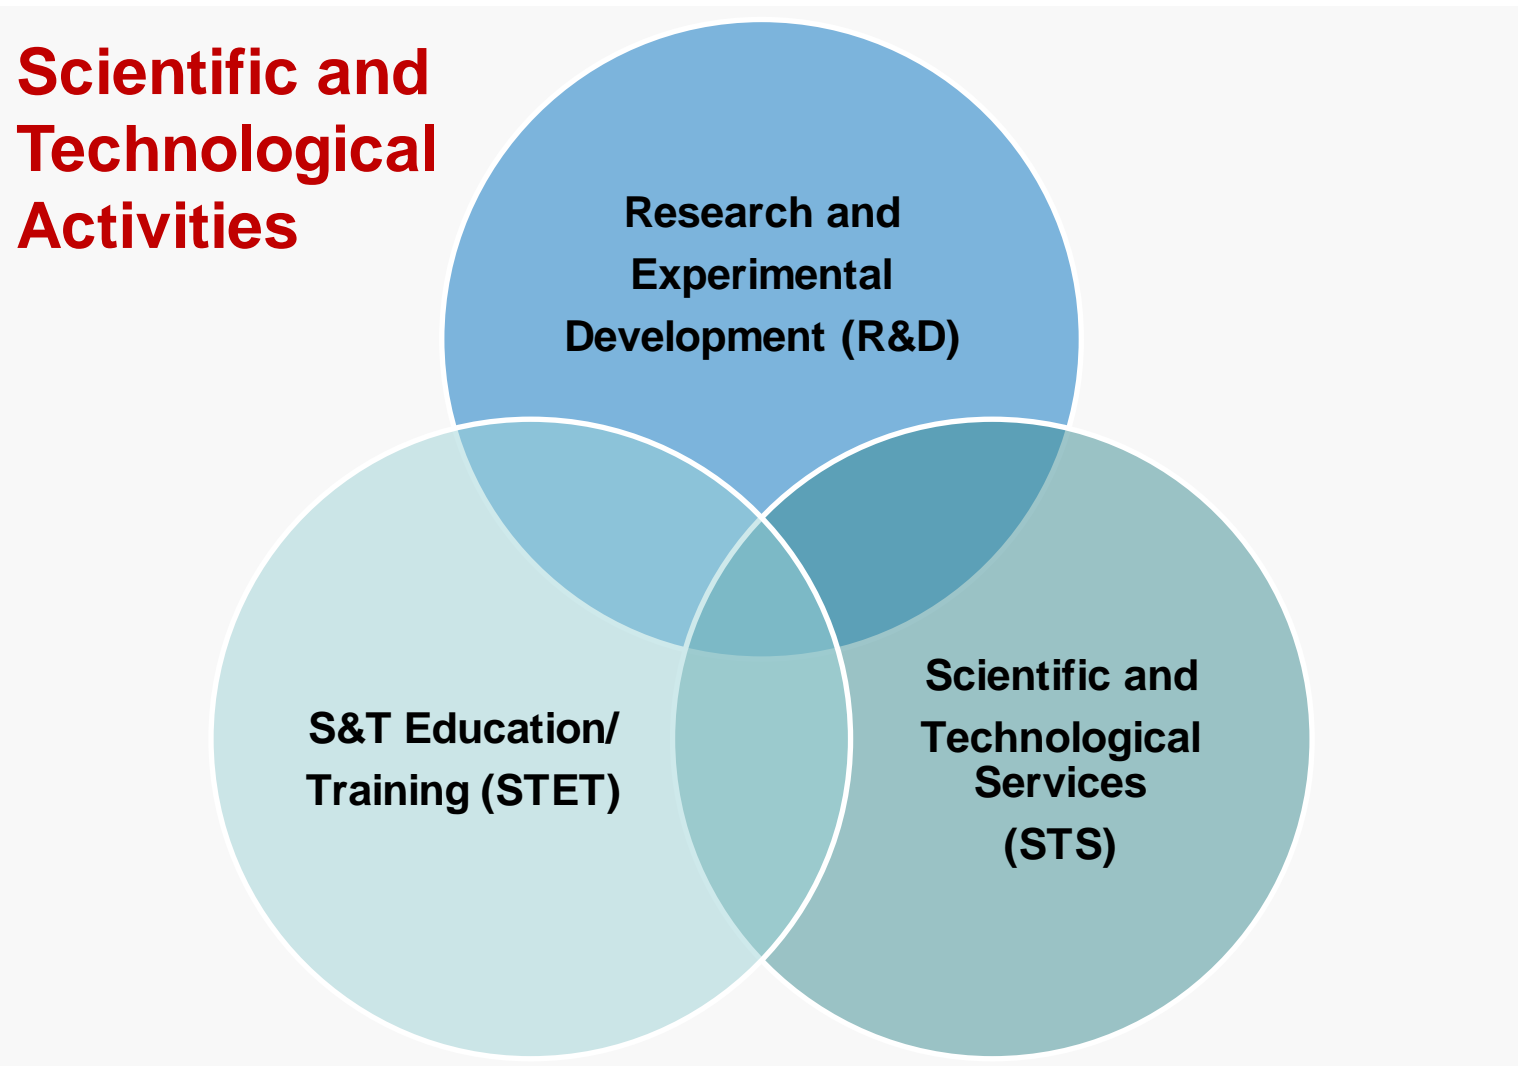 Scientific and
Technological
Activities
Research and
Experimental
Development (R&D)
S&T Education/
Training (STET)
Scientific and
Technological
Services
(STS)